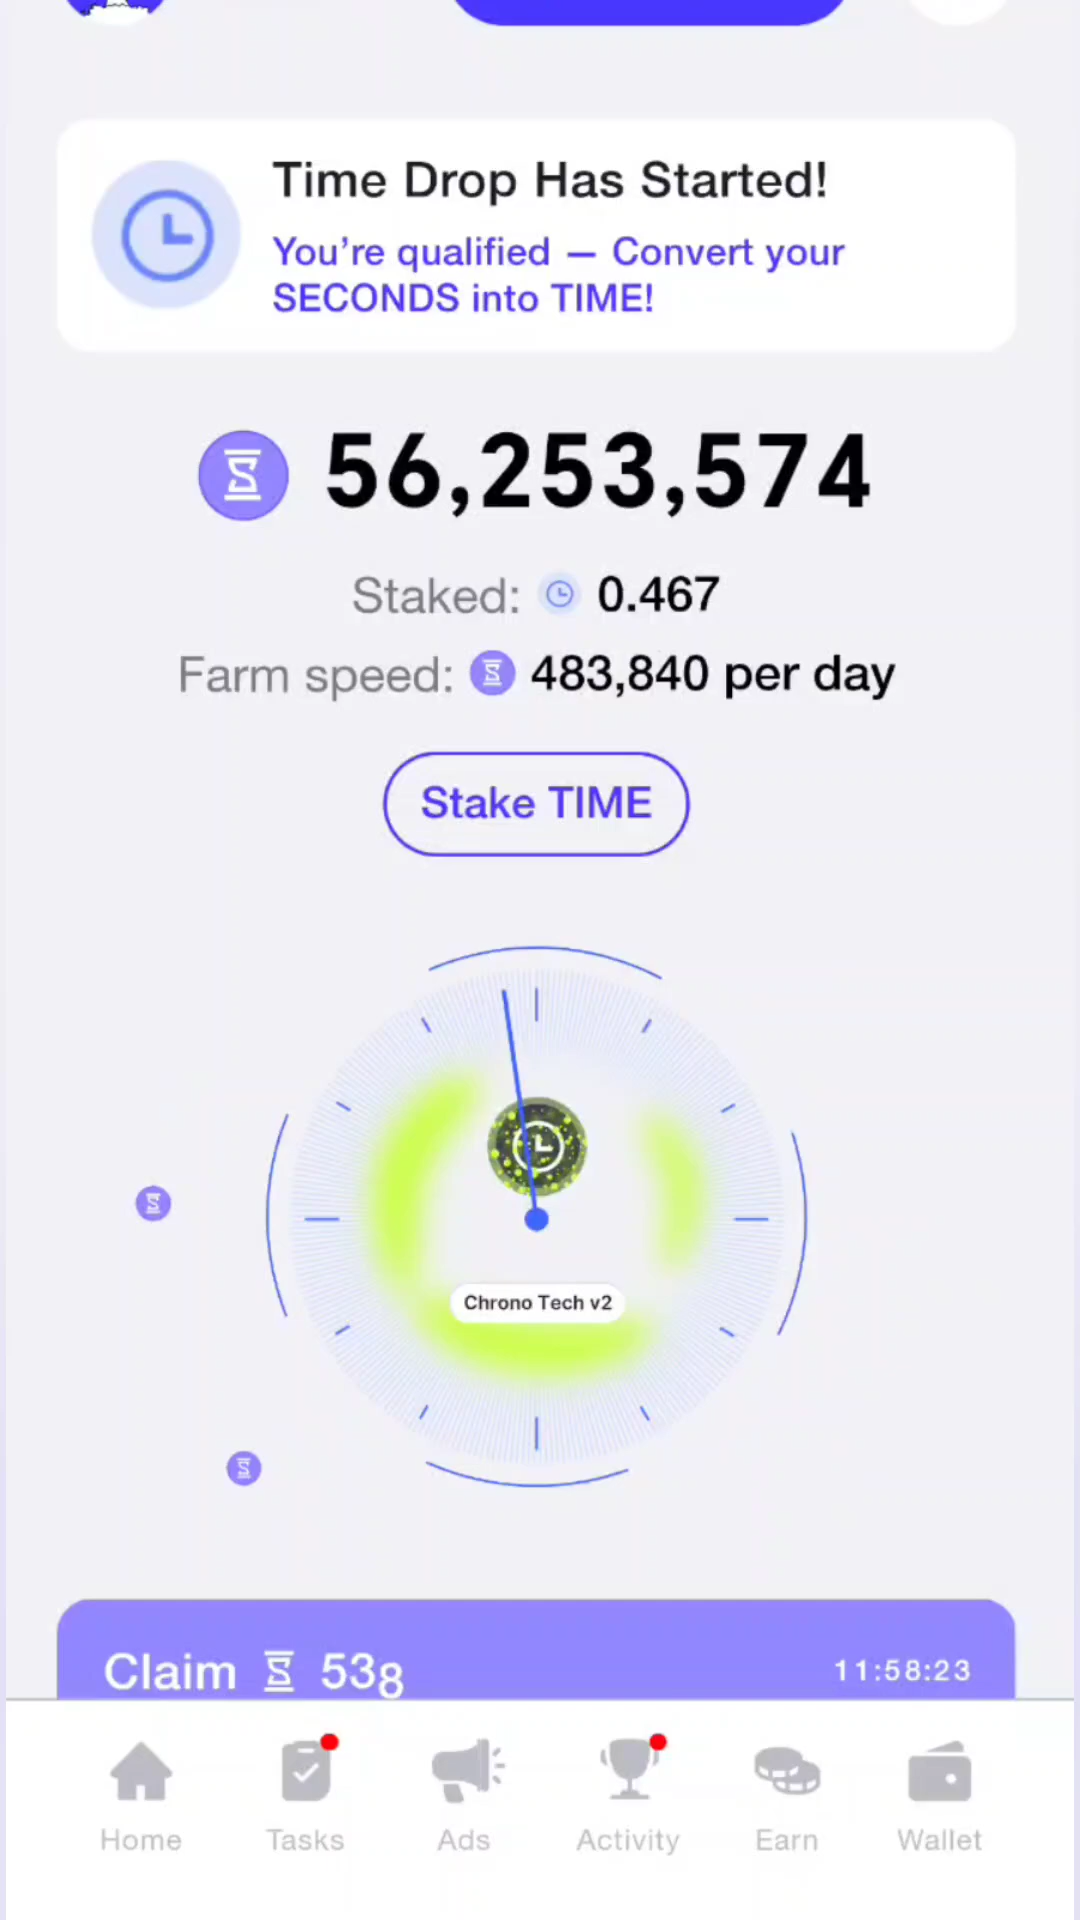 Time Drop Has Started!
You’re qualified — Convert your
SECONDS into TIME!
56,253,574
Staked: 0.467
Farm speed: 483,840 per day
Stake TIME
Chrono Tech v2
Claim 538 11:58:23
Home Tasks Ads Activity Earn Wallet